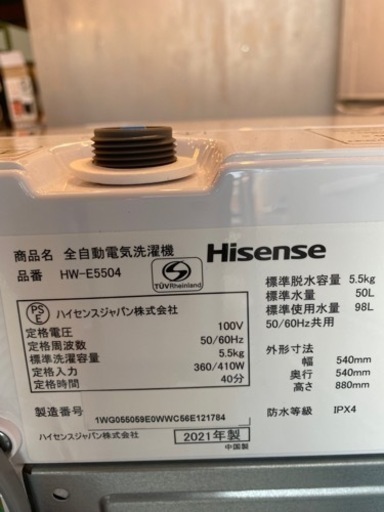 商品名 全自動電気洗濯機
品番 HW-E5504
S
TÜVRheinland
Hisense
PS
E
ハイセンスジャパン株式会社
定格電圧 100V
定格周波数 50/60Hz
標準洗濯容量 5.5kg
定格入力 360/410W
定格時間 40分
標準脱水容量 5.5kg
標準水量 50L
標準使用水量 98L
50/60Hz共用
外形寸法
幅 540mm
奥行 540mm
高さ 880mm
防水等級 IPX4
製造番号 1WG055059E0WWC56E121784
ハイセンスジャパン株式会社
2021年製
中国製